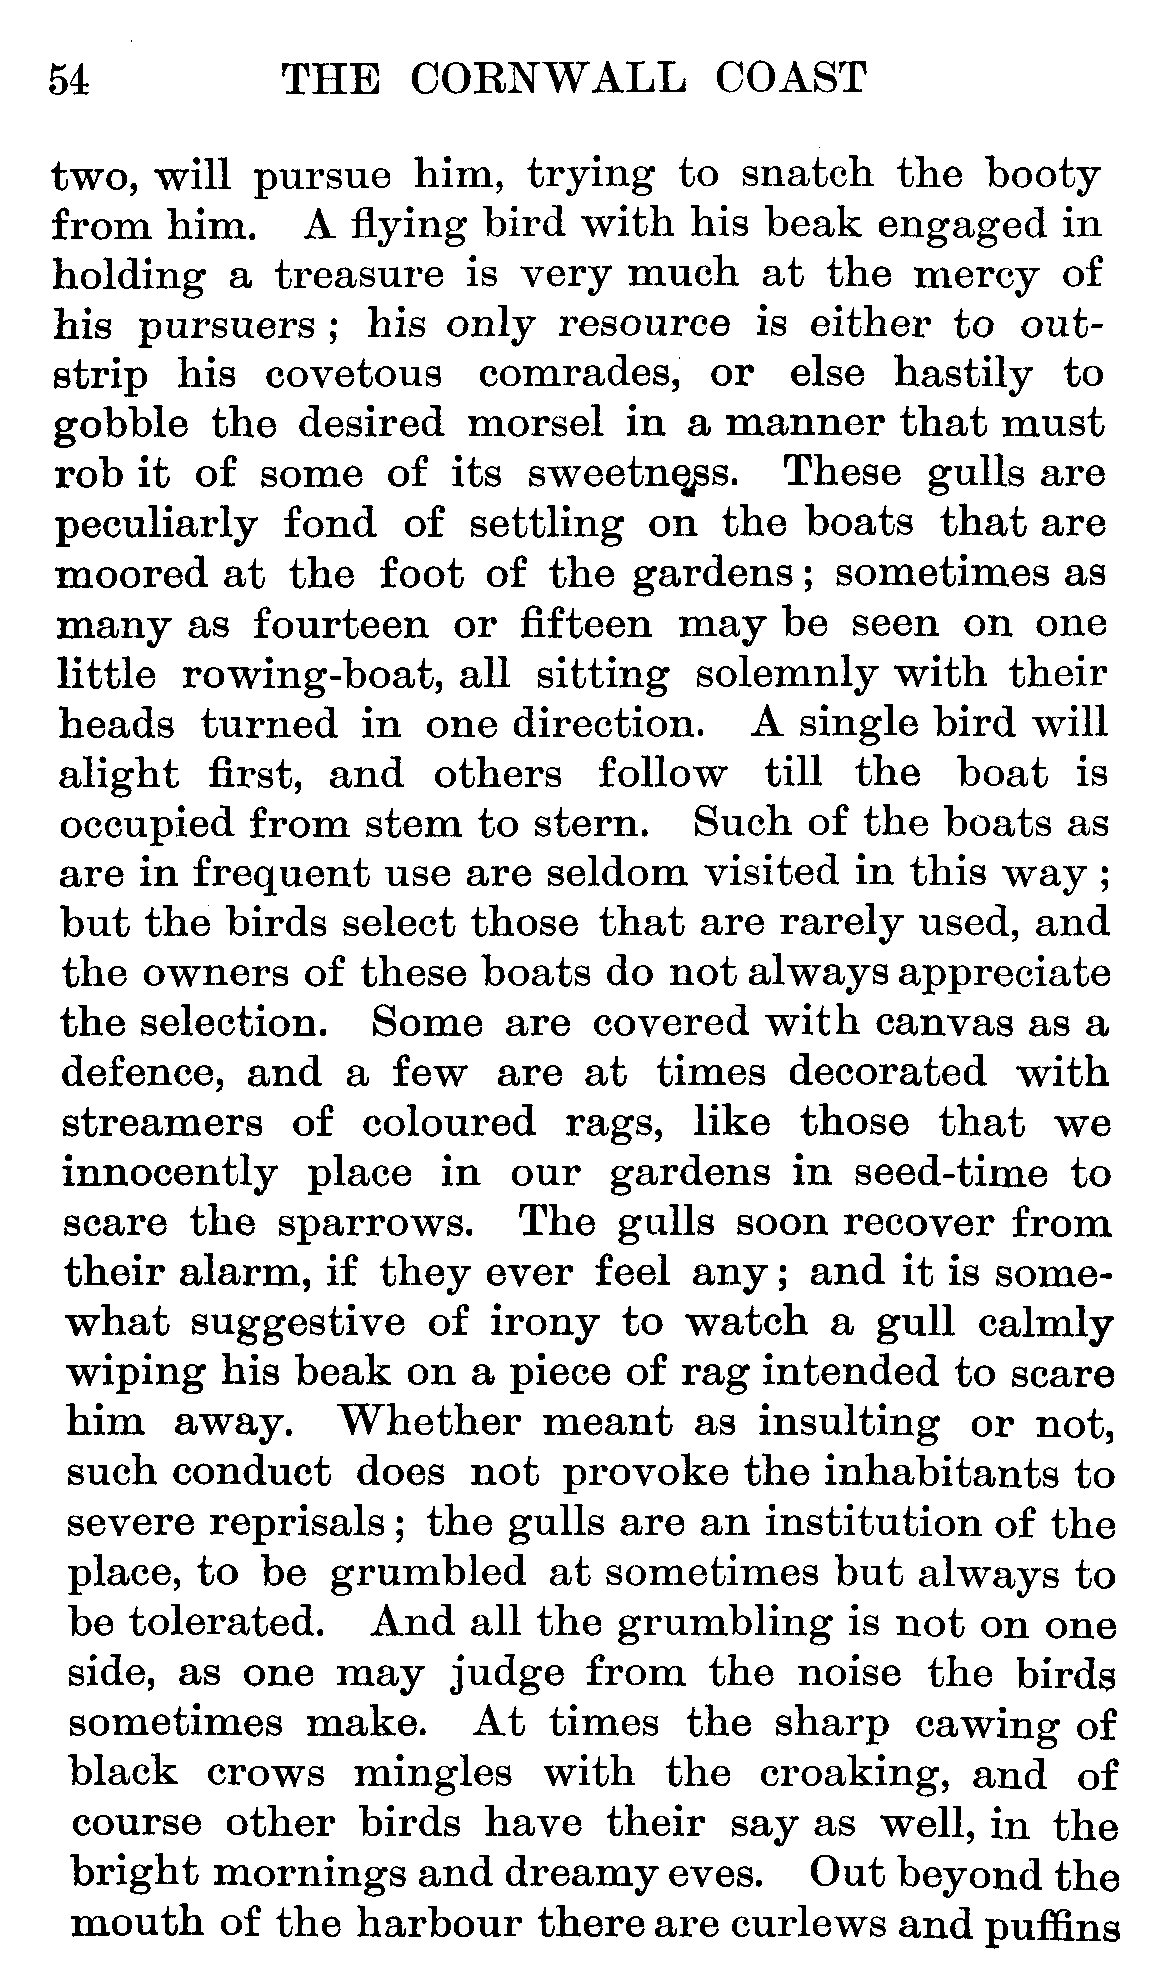 54 THE CORNWALL COAST
two, will pursue him, trying to snatch the booty
from him. A flying bird with his beak engaged in
holding a treasure is very much at the mercy of
his pursuers ; his only resource is either to out-
strip his covetous comrades, or else hastily to
gobble the desired morsel in a manner that must
rob it of some of its sweetness. These gulls are
peculiarly fond of settling on the boats that are
moored at the foot of the gardens ; sometimes as
many as fourteen or fifteen may be seen on one
little rowing-boat, all sitting solemnly with their
heads turned in one direction. A single bird will
alight first, and others follow till the boat is
occupied from stem to stern. Such of the boats as
are in frequent use are seldom visited in this way ;
but the birds select those that are rarely used, and
the owners of these boats do not always appreciate
the selection. Some are covered with canvas as a
defence, and a few are at times decorated with
streamers of coloured rags, like those that we
innocently place in our gardens in seed-time to
scare the sparrows. The gulls soon recover from
their alarm, if they ever feel any ; and it is some-
what suggestive of irony to watch a gull calmly
wiping his beak on a piece of rag intended to scare
him away. Whether meant as insulting or not,
such conduct does not provoke the inhabitants to
severe reprisals ; the gulls are an institution of the
place, to be grumbled at sometimes but always to
be tolerated. And all the grumbling is not on one
side, as one may judge from the noise the birds
sometimes make. At times the sharp cawing of
black crows mingles with the croaking, and of
course other birds have their say as well, in the
bright mornings and dreamy eves. Out beyond the
mouth of the harbour there are curlews and puffins